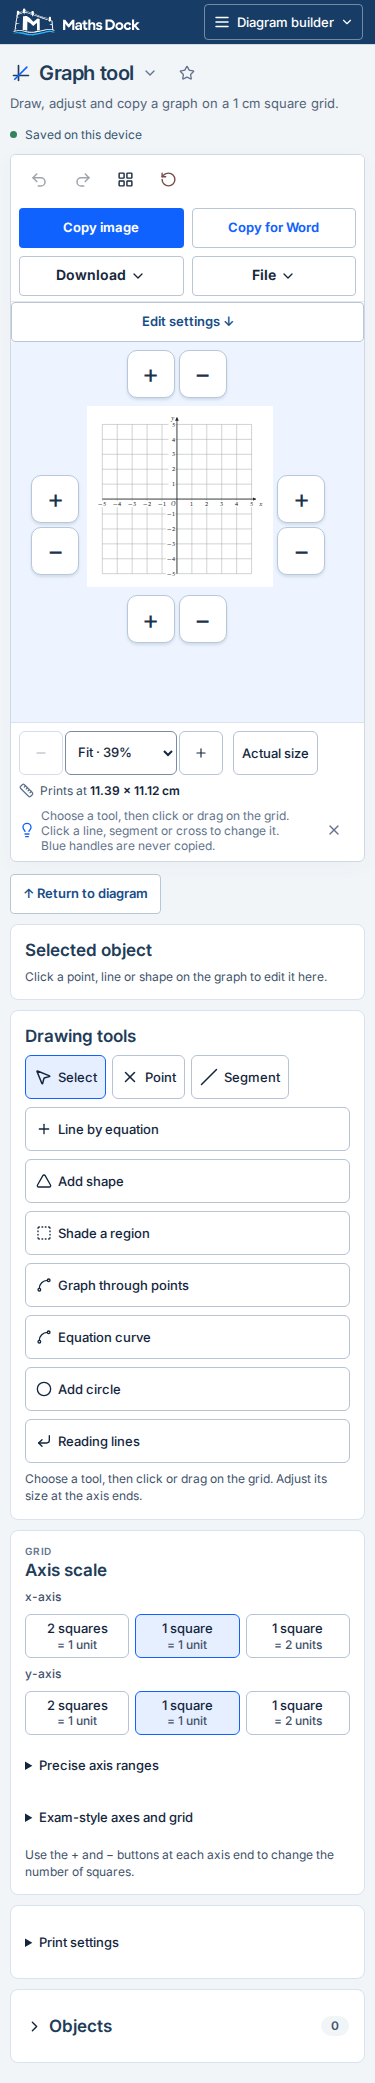 Maths Dock
Diagram builder
Graph tool
Draw, adjust and copy a graph on a 1 cm square grid.
Saved on this device
Copy image
Copy for Word
Download
File
Edit settings ↓
+ −
y
5
4
3
2
1
−5 −4 −3 −2 −1 O 1 2 3 4 5 x
−1
−2
−3
−4
−5
+ +
− −
+ −
− Fit · 39% + Actual size
Prints at 11.39 × 11.12 cm
Choose a tool, then click or drag on the grid.
Click a line, segment or cross to change it.
Blue handles are never copied.
↑ Return to diagram
Selected object
Click a point, line or shape on the graph to edit it here.
Drawing tools
Select
Point
Segment
Line by equation
Add shape
Shade a region
Graph through points
Equation curve
Add circle
Reading lines
Choose a tool, then click or drag on the grid. Adjust its
size at the axis ends.
GRID
Axis scale
x-axis
2 squares
= 1 unit
1 square
= 1 unit
1 square
= 2 units
y-axis
2 squares
= 1 unit
1 square
= 1 unit
1 square
= 2 units
Precise axis ranges
Exam-style axes and grid
Use the + and − buttons at each axis end to change the
number of squares.
Print settings
Objects
0